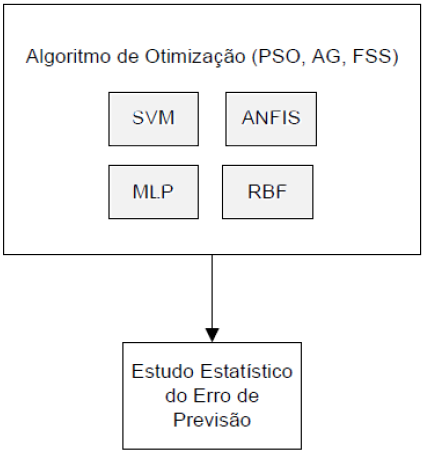 Algoritmo de Otimização (PSO, AG, FSS)
SVM ANFIS
MLP RBF
Estudo Estatístico
do Erro de
Previsão